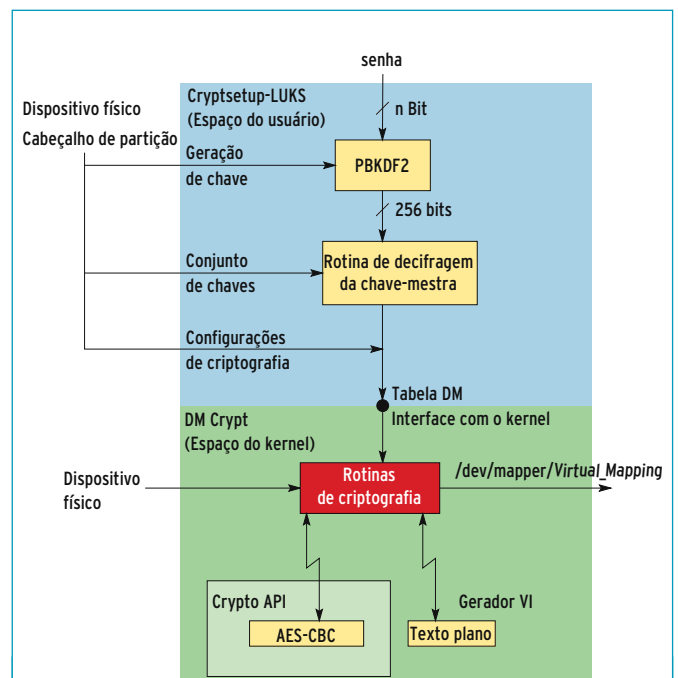 senha
Cryptsetup-LUKS
(Espaço do usuário)
n Bit
Dispositivo físico
Cabeçalho de partição
Geração
de chave
PBKDF2
256 bits
Conjunto
de chaves
Rotina de decifragem
da chave-mestra
Configurações
de criptografia
Tabela DM
Interface com o kernel
DM Crypt
(Espaço do kernel)
Dispositivo
físico
Rotinas
de criptografia
/dev/mapper/Virtual_Mapping
Crypto API
AES-CBC
Gerador VI
Texto plano